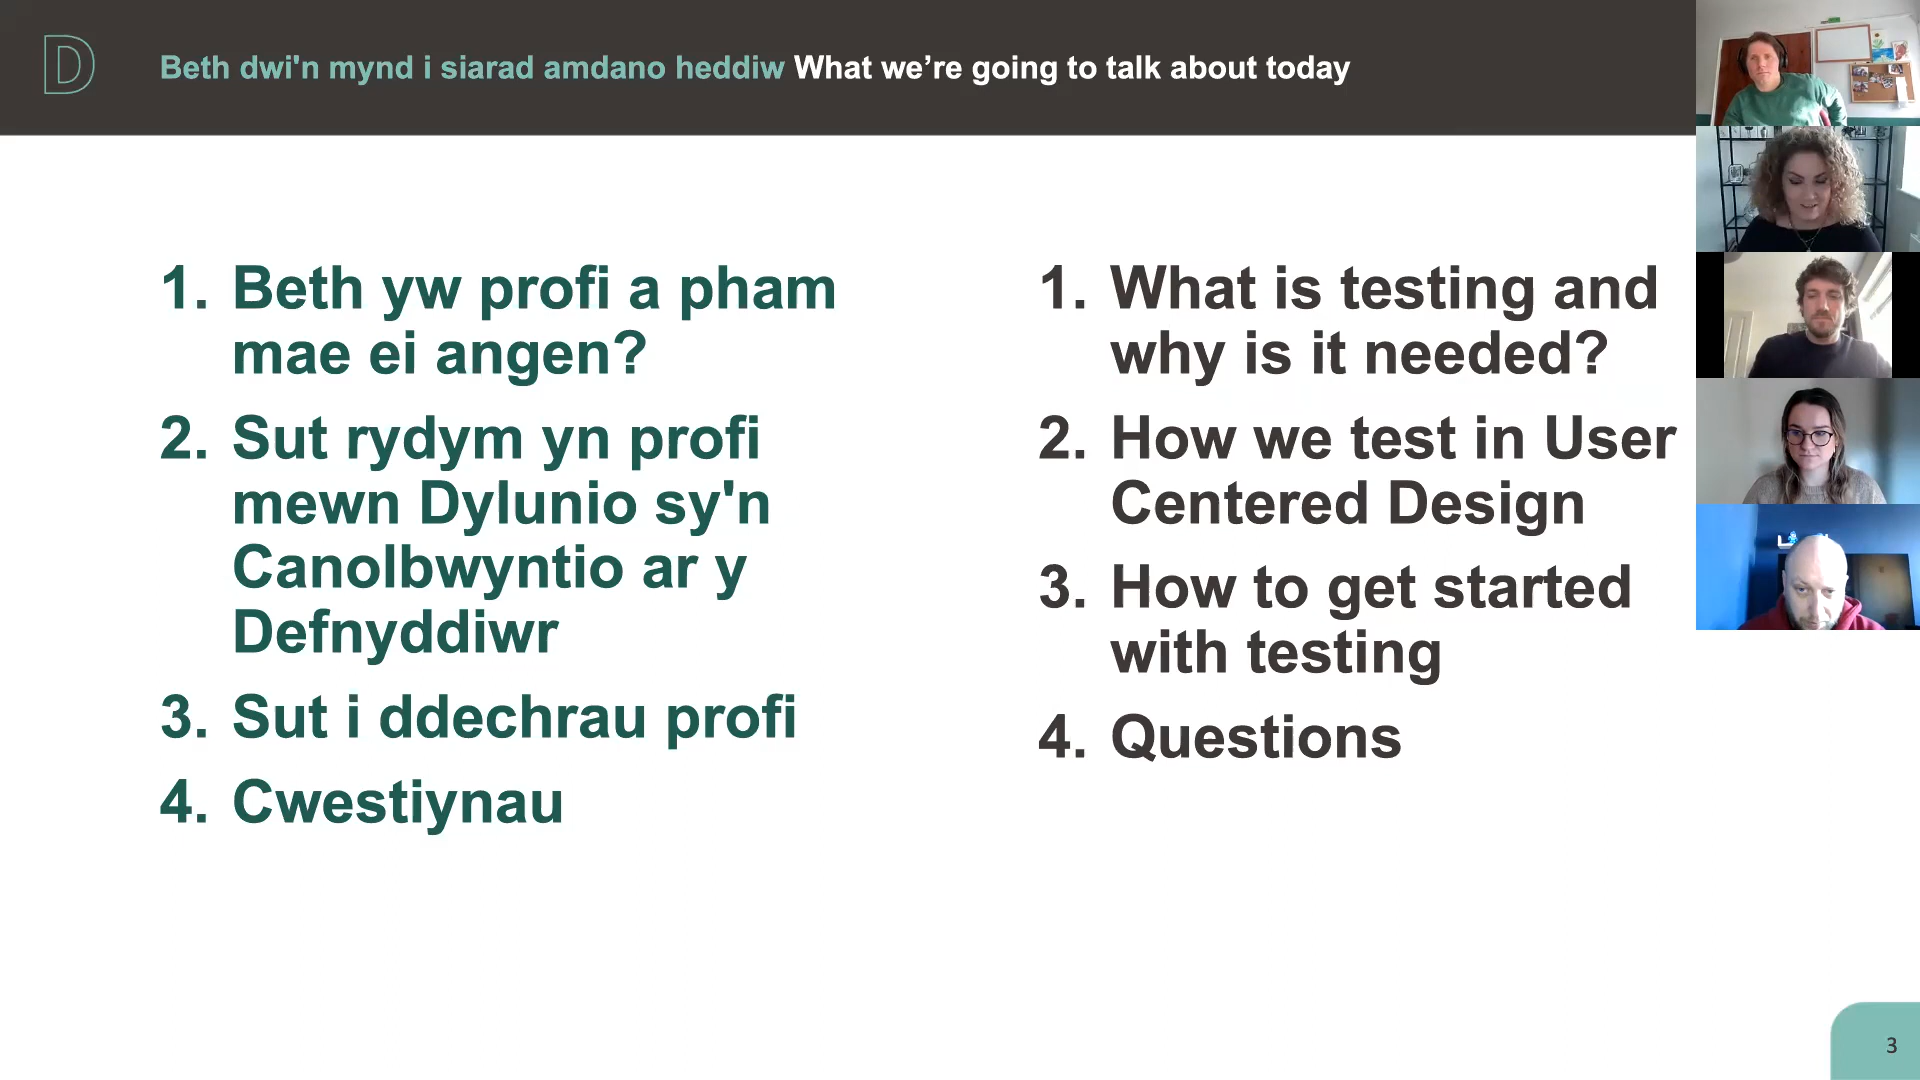 D
Beth dwi'n mynd i siarad amdano heddiw What we’re going to talk about today
1. Beth yw profi a pham
mae ei angen?
2. Sut rydym yn profi
mewn Dylunio sy'n
Canolbwyntio ar y
Defnyddiwr
3. Sut i ddechrau profi
4. Cwestiynau
1. What is testing and
why is it needed?
2. How we test in User
Centered Design
3. How to get started
with testing
4. Questions
3